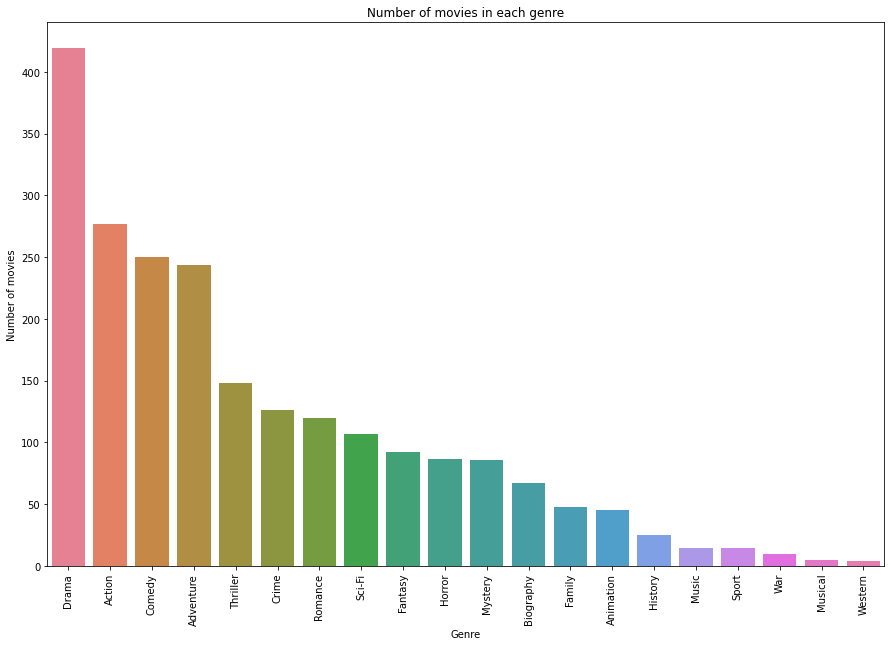 Number of movies in each genre
Number of movies
400
350
300
250
200
150
100
50
0
Drama
Action
Comedy
Adventure
Thriller
Crime
Romance
Sci-Fi
Fantasy
Horror
Mystery
Biography
Family
Animation
History
Music
Sport
War
Musical
Western
Genre